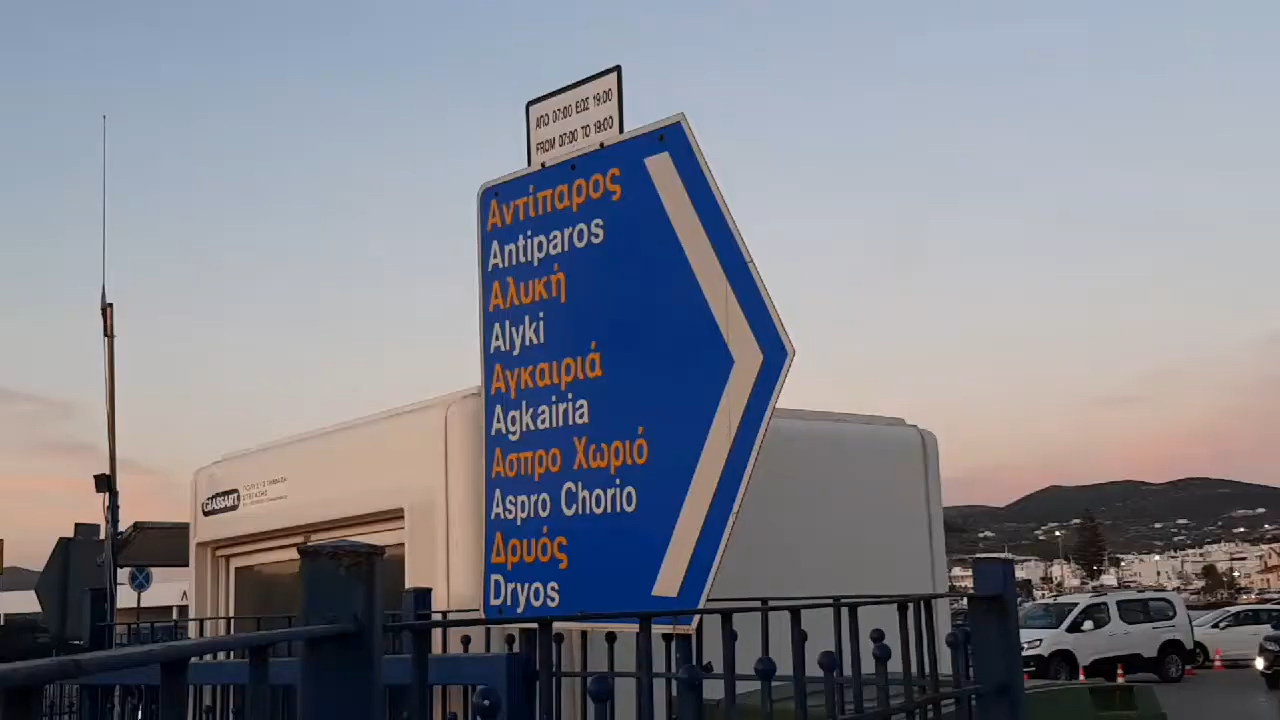 ΑΠΟ 07:00 ΕΩΣ 19:00
FROM 07:00 TO 19:00
Αντίπαρος
Antiparos
Αλυκή
Alyki
Αγκαιριά
Agkairia
Ασπρο Χωριό
Aspro Chorio
Δρυός
Dryos
GIASSART